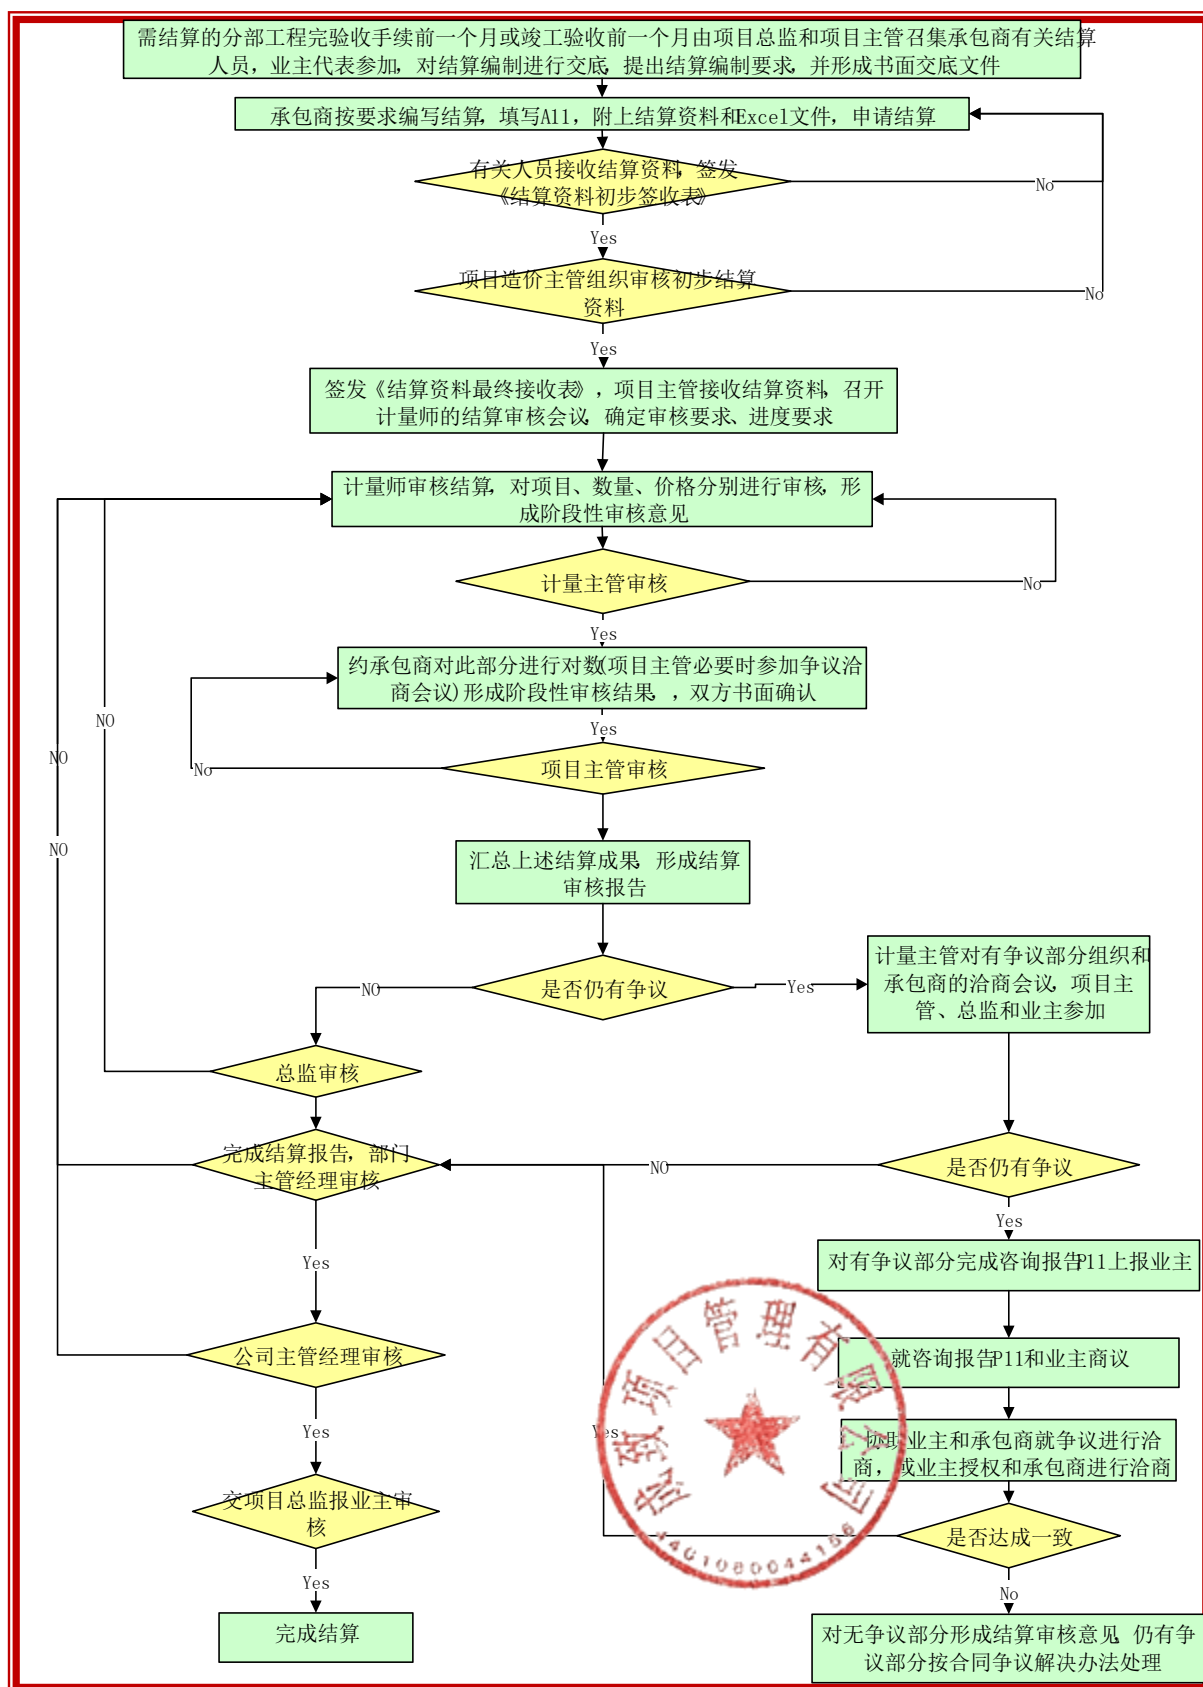 需结算的分部工程完验收手续前一个月或竣工验收前一个月由项目总监和项目主管召集承包商有关结算
人员，业主代表参加，对结算编制进行交底，提出结算编制要求，并形成书面交底文件
承包商按要求编写结算，填写A11，附上结算资料和Excel文件，申请结算
有关人员接收结算资料，签发
《结算资料初步签收表》
No
Yes
项目造价主管组织审核初步结算
资料
No
Yes
签发《结算资料最终接收表》，项目主管接收结算资料，召开
计量师的结算审核会议，确定审核要求、进度要求
计量师审核结算，对项目、数量、价格分别进行审核，形
成阶段性审核意见
计量主管审核
No
Yes
约承包商对此部分进行对数(项目主管必要时参加争议洽
商会议)形成阶段性审核结果，，双方书面确认
NO
Yes
NO
项目主管审核
No
汇总上述结算成果，形成结算
审核报告
NO
计量主管对有争议部分组织和
承包商的洽商会议，项目主
管、总监和业主参加
是否仍有争议
NO
Yes
总监审核
完成结算报告，部门
主管经理审核
是否仍有争议
NO
Yes
Yes
对有争议部分完成咨询报告P11上报业主
公司主管经理审核
就咨询报告P11和业主商议
Yes
Yes
协助业主和承包商就争议进行洽
商，或业主授权和承包商进行洽商
交项目总监报业主审
核
是否达成一致
Yes
No
完成结算
对无争议部分形成结算审核意见，仍有争
议部分按合同争议解决办法处理
成致项目管理有限公司
4401080044156